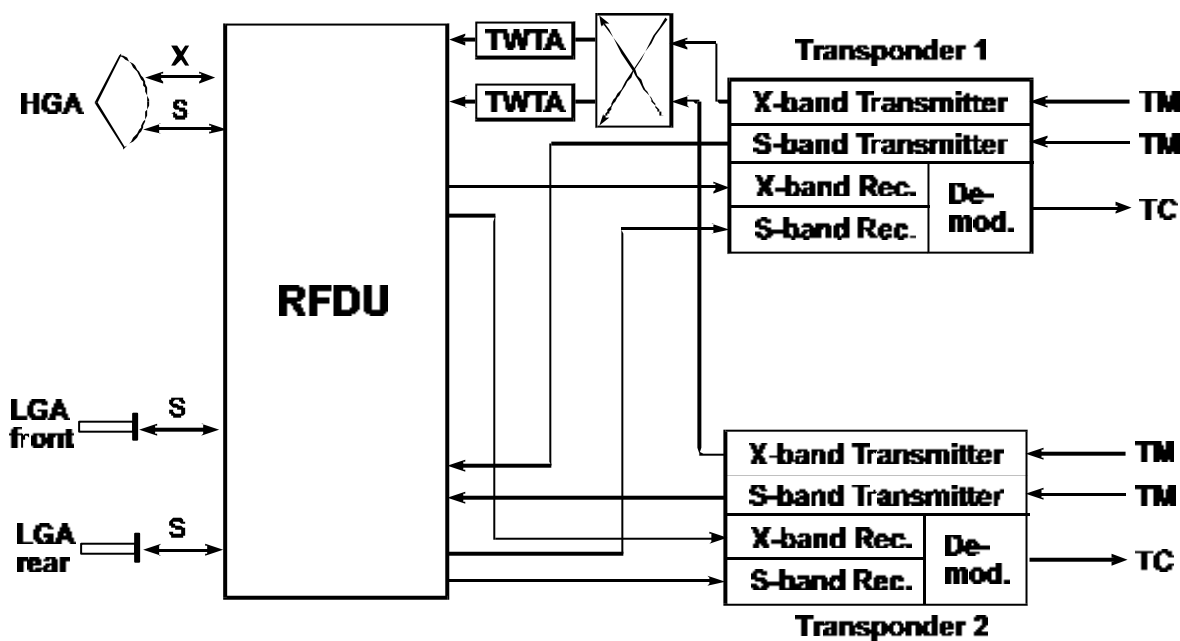 X
HGA
S
RFDU
LGA
front
S
LGA
rear
S
TWTA
TWTA
Transponder 1
X-band Transmitter
TM
S-band Transmitter
TM
X-band Rec.
S-band Rec.
De-
mod.
TC
X-band Transmitter
TM
S-band Transmitter
TM
X-band Rec.
S-band Rec.
De-
mod.
TC
Transponder 2